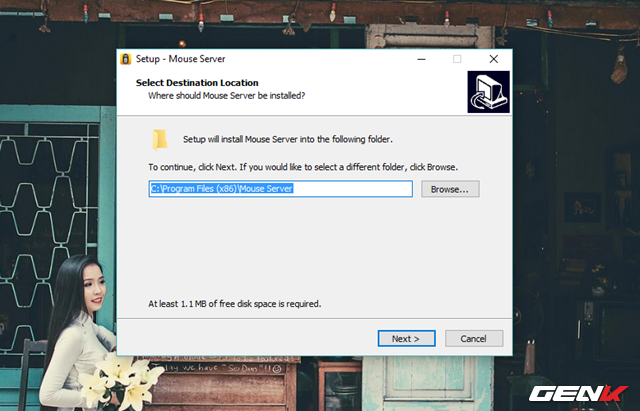 Setup - Mouse Server
Select Destination Location
Where should Mouse Server be installed?
Setup will install Mouse Server into the following folder.
To continue, click Next. If you would like to select a different folder, click Browse.
C:\Program Files (x86)\Mouse Server
Browse...
At least 1.1 MB of free disk space is required.
Next >
Cancel
we have
GENK